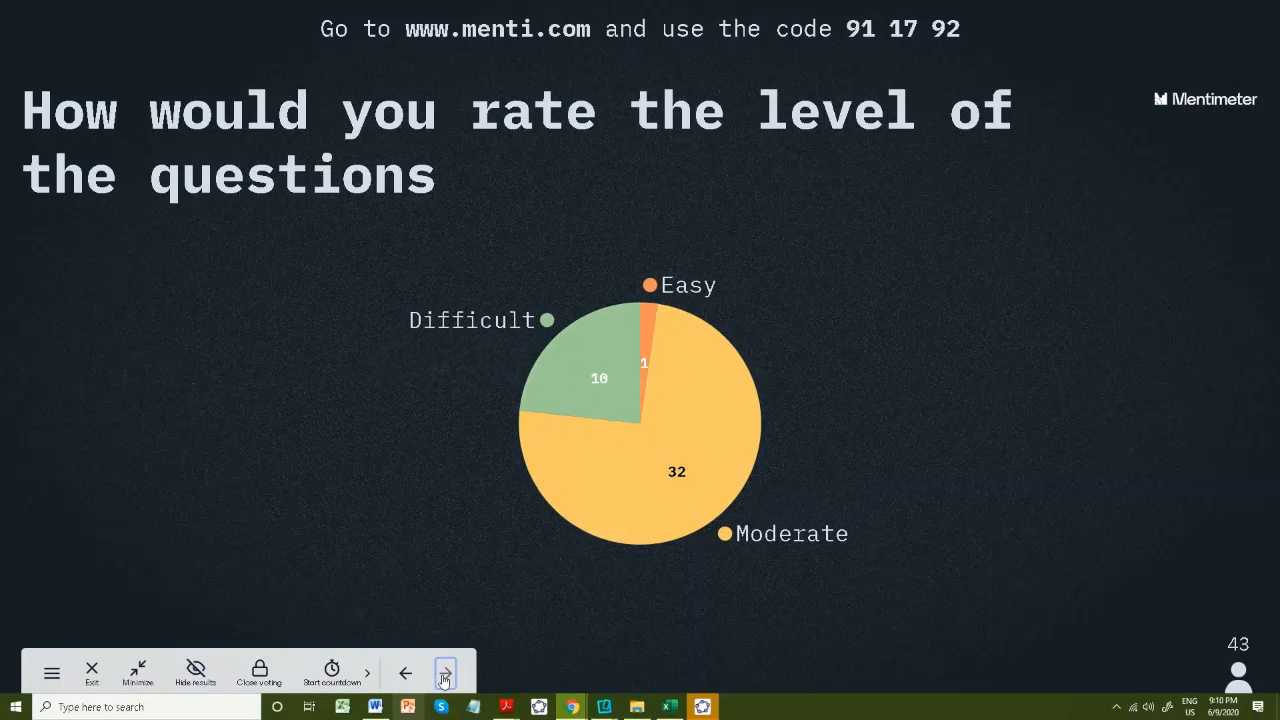 Go to www.menti.com and use the code 91 17 92
How would you rate the level of
the questions
Mentimeter
Easy
Difficult
1
10
32
Moderate
43
Exit
Minimize
Hide results
Close voting
Start countdown
Type here to search
ENG
US
9:10 PM
6/9/2020